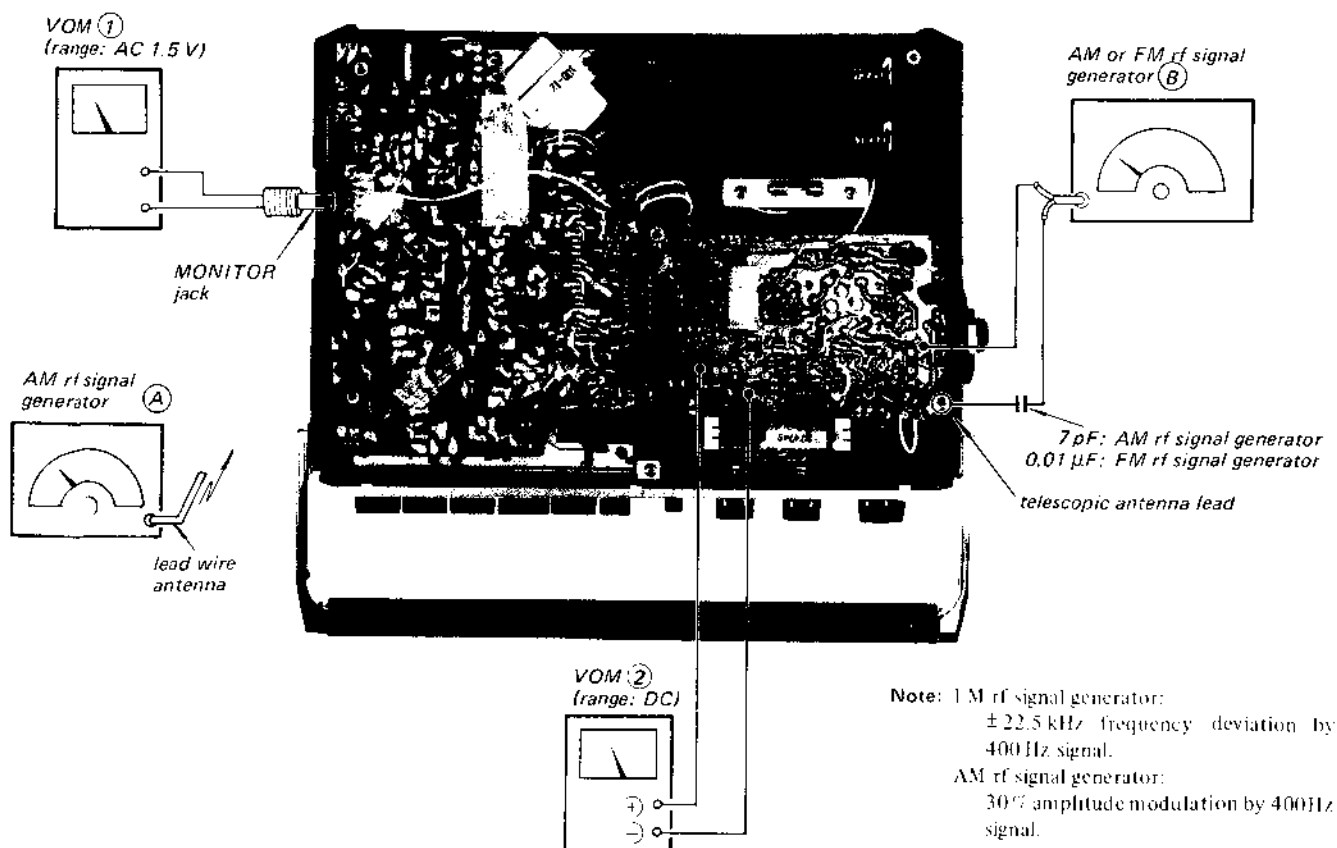 VOM ①
(range: AC 1.5 V)
AM or FM rf signal
generator Ⓑ
MONITOR
jack
AM rf signal
generator Ⓐ
7 pF: AM rf signal generator
0.01 µF: FM rf signal generator
telescopic antenna lead
lead wire
antenna
VOM ②
(range: DC)
(+)
(−)
Note: FM rf signal generator:
± 22.5 kHz frequency deviation by
400 Hz signal.
AM rf signal generator:
30% amplitude modulation by 400Hz
signal.